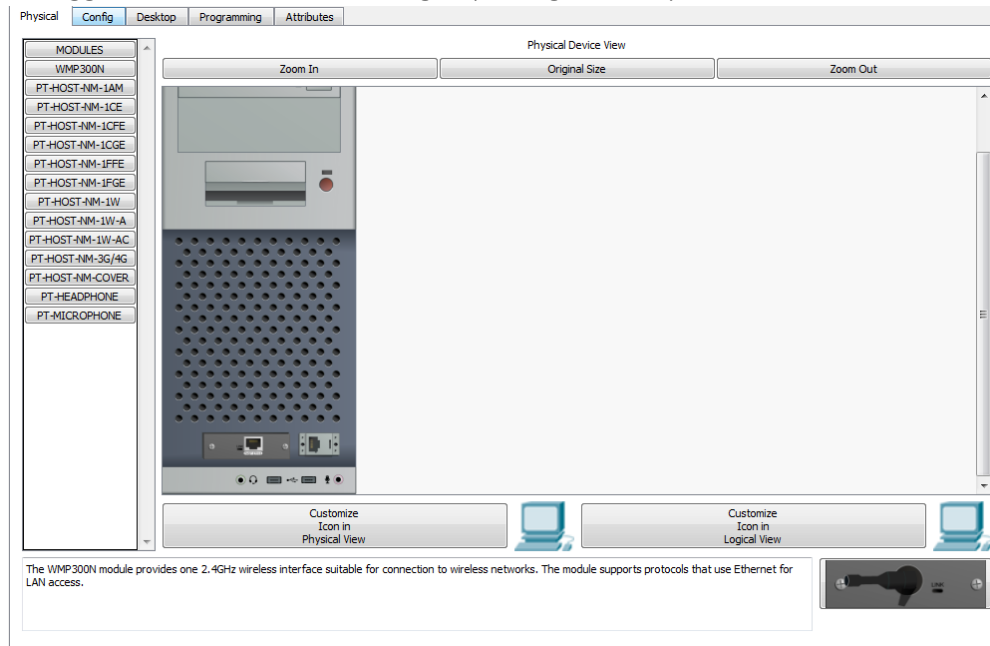 Physical Config Desktop Programming Attributes
MODULES
WMP300N
PT-HOST-NM-1AM
PT-HOST-NM-1CE
PT-HOST-NM-1CFE
PT-HOST-NM-1CGE
PT-HOST-NM-1FFE
PT-HOST-NM-1FGE
PT-HOST-NM-1W
PT-HOST-NM-1W-A
PT-HOST-NM-1W-AC
PT-HOST-NM-3G/4G
PT-HOST-NM-COVER
PT-HEADPHONE
PT-MICROPHONE
Physical Device View
Zoom In Original Size Zoom Out
Customize
Icon in
Physical View
Customize
Icon in
Logical View
The WMP300N module provides one 2.4GHz wireless interface suitable for connection to wireless networks. The module supports protocols that use Ethernet for
LAN access.
LINK